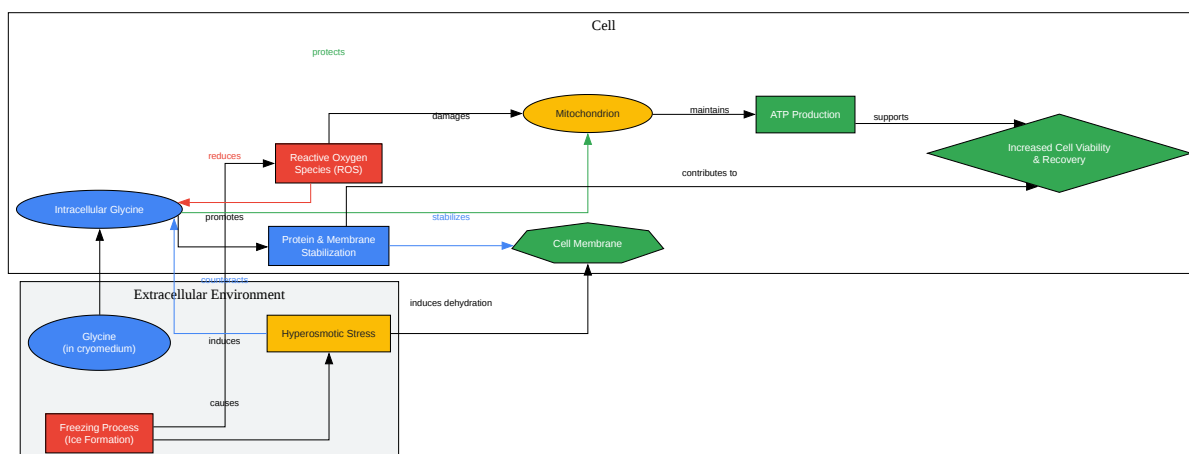 Cell
protects
damages
Mitochondrion
maintains
ATP Production
supports
reduces
Reactive Oxygen
Species (ROS)
Increased Cell Viability
& Recovery
contributes to
Intracellular Glycine
promotes
stabilizes
Protein & Membrane
Stabilization
Cell Membrane
counteracts
Extracellular Environment
induces dehydration
Glycine
(in cryomedium)
induces
Hyperosmotic Stress
causes
Freezing Process
(Ice Formation)